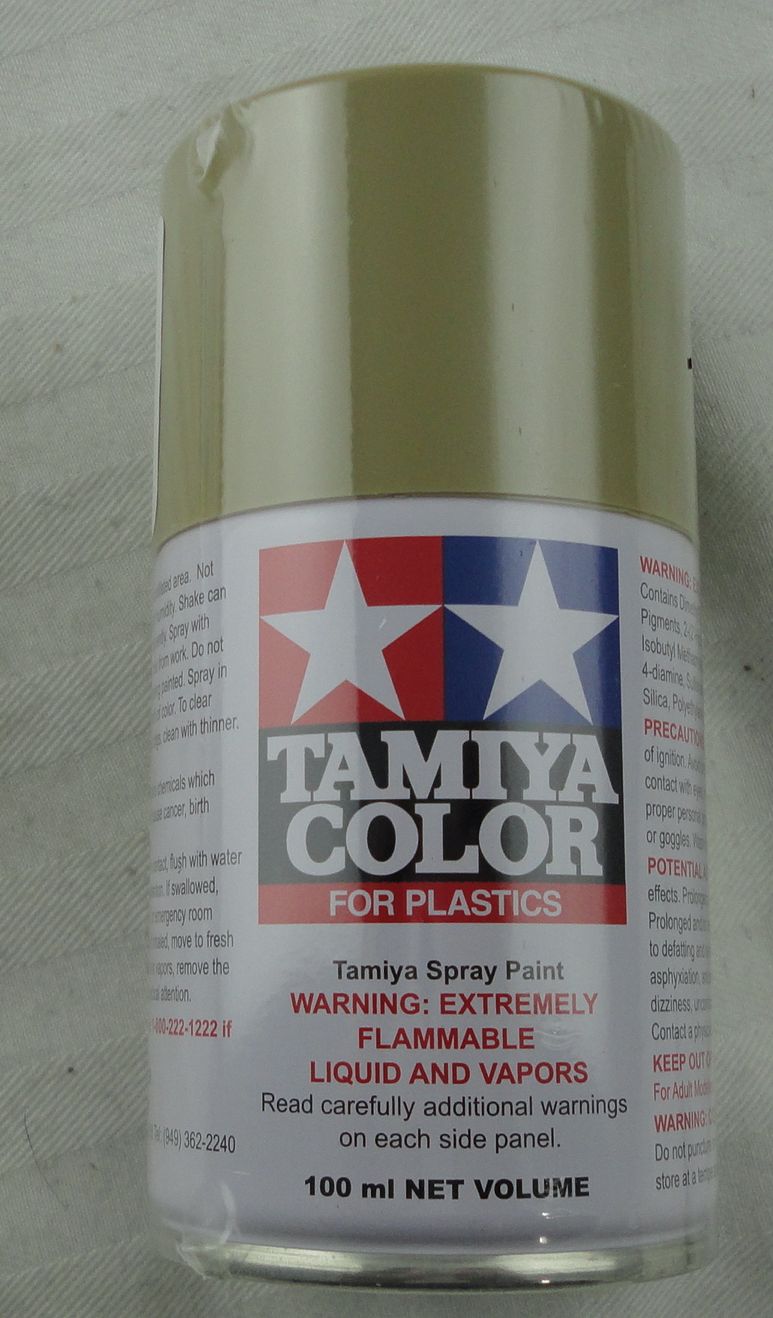 TAMIYA
COLOR
FOR PLASTICS
Tamiya Spray Paint
WARNING: EXTREMELY
FLAMMABLE
LIQUID AND VAPORS
Read carefully additional warnings
on each side panel.
100 ml NET VOLUME
area. Not
Shake can
Spray with
from work. Do not
painted. Spray in
color. To clear
clean with thinner.
chemicals which
cancer, birth
flush with water
If swallowed,
emergency room
move to fresh
vapors, remove the
attention.
-800-222-1222 if
(949) 362-2240
WARNING:
Contains
Pigments,
Isobutyl
4-diamine,
Silica,
PRECAUTION
of ignition.
contact with
proper
or goggles.
POTENTIAL
effects.
Prolonged
to defatting
asphyxiation,
dizziness,
Contact a
KEEP OUT
For Adult
WARNING:
Do not
store at a